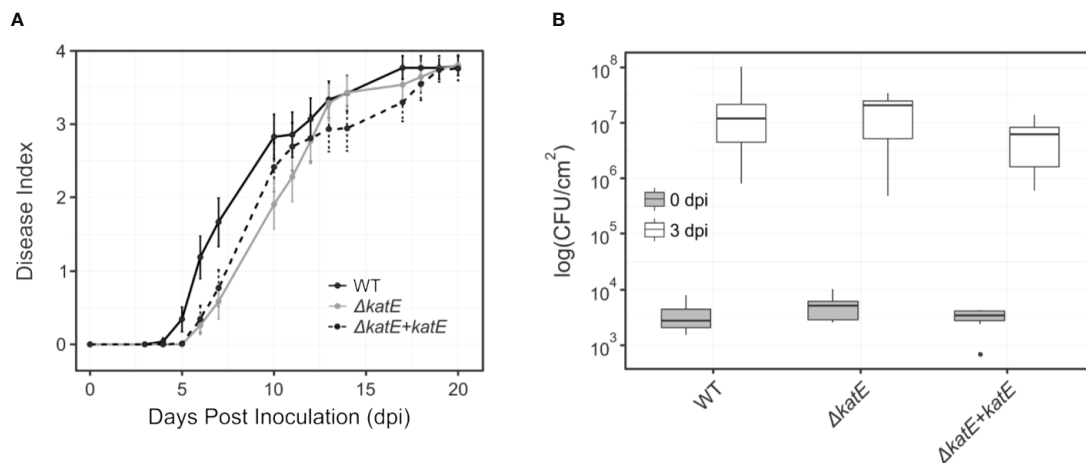 A
Disease Index
4
3
2
1
0
0 5 10 15 20
Days Post Inoculation (dpi)
WT
ΔkatE
ΔkatE+katE
B
log(CFU/cm²)
10⁸
10⁷
10⁶
10⁵
10⁴
10³
0 dpi
3 dpi
WT
ΔkatE
ΔkatE+katE